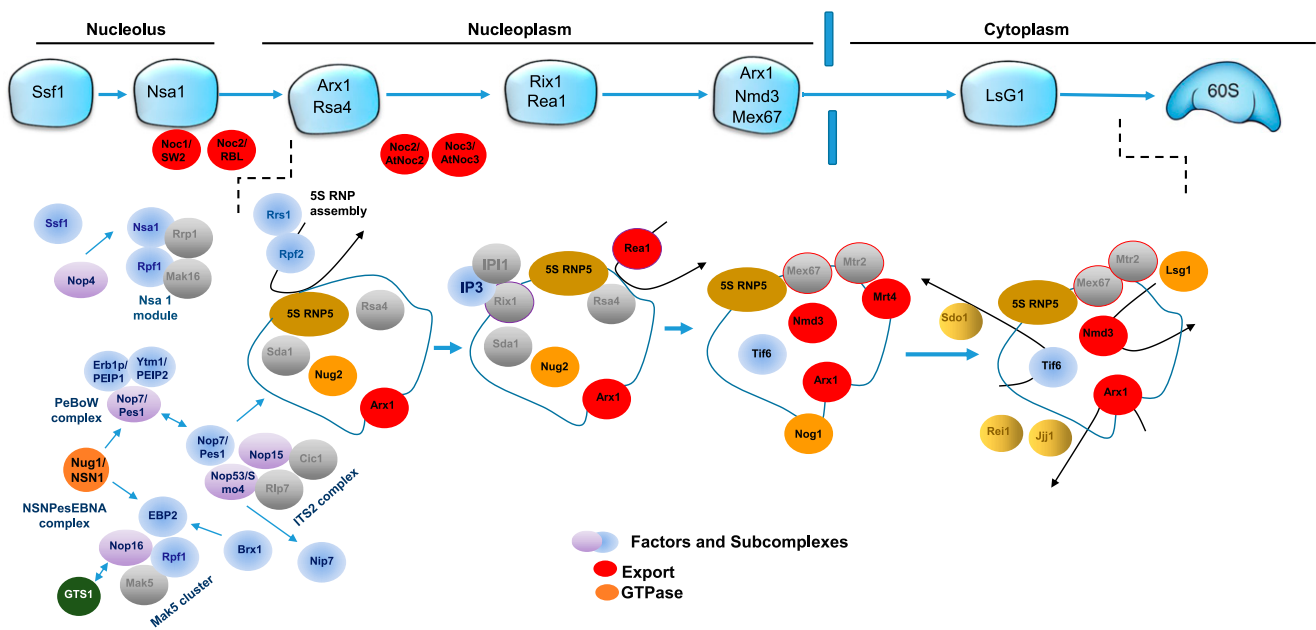 Nucleolus
Nucleoplasm
Cytoplasm
Ssf1
Nsa1
Arx1
Rsa4
Rix1
Rea1
Arx1
Nmd3
Mex67
LsG1
60S
Noc1/
SW2
Noc2/
RBL
Noc2/
AtNoc2
Noc3/
AtNoc3
Ssf1
Nop4
Nsa1
Rrp1
Rpf1
Mak16
Nsa 1
module
Rrs1
Rpf2
5S RNP
assembly
5S RNP5
Rsa4
Sda1
Nug2
Arx1
IPI1
IP3
Rix1
5S RNP5
Rea1
Rsa4
Sda1
Nug2
Arx1
5S RNP5
Mex67
Mtr2
Mrt4
Nmd3
Tif6
Arx1
Nog1
Sdo1
5S RNP5
Mex67
Mtr2
Lsg1
Nmd3
Tif6
Arx1
Rei1
Jjj1
Erb1p/
PEIP1
Ytm1/
PEIP2
PeBoW
complex
Nop7/
Pes1
Nug1/
NSN1
NSNPesEBNA
complex
Nop7/
Pes1
Nop15
Cic1
Nop53/S
mo4
Rlp7
ITS2 complex
EBP2
Nop16
Rpf1
Brx1
Nip7
Mak5
GTS1
Mak5 cluster
Factors and Subcomplexes
Export
GTPase